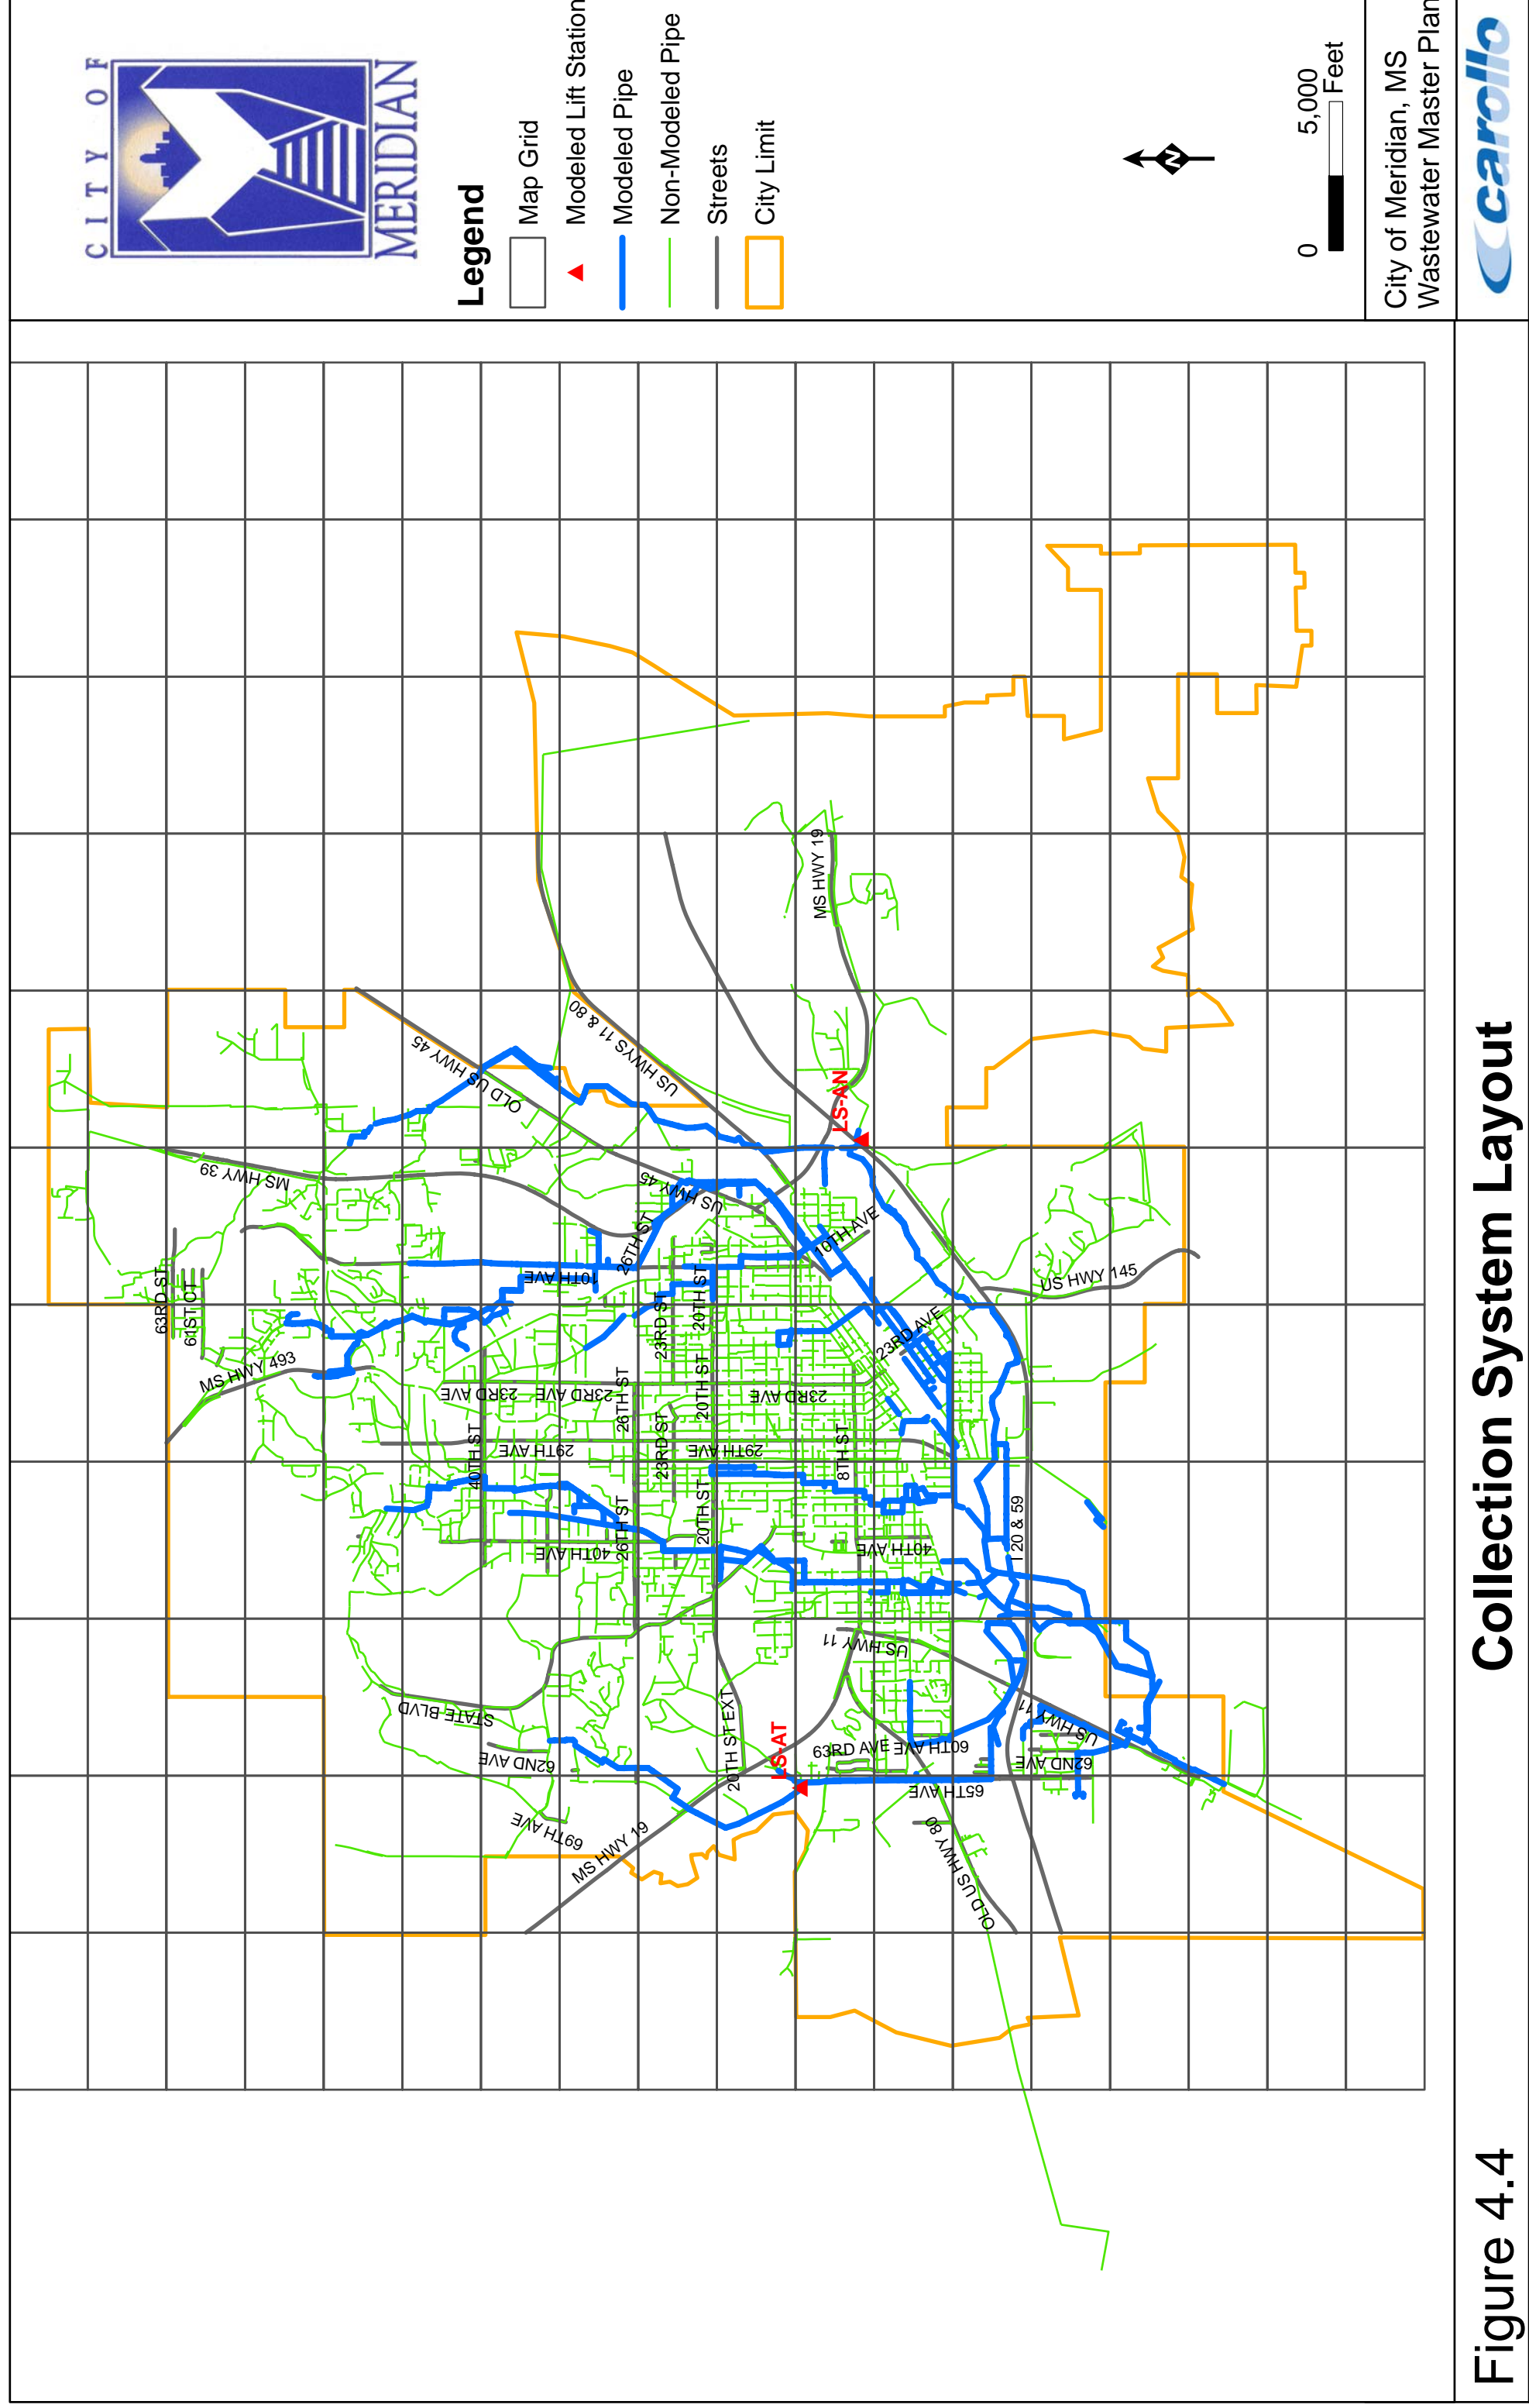 CITY OF
MERIDIAN
Legend
Map Grid
Modeled Lift Station
Modeled Pipe
Non-Modeled Pipe
Streets
City Limit
N
0 5,000
Feet
City of Meridian, MS
Wastewater Master Plan
carollo
63RD ST
61ST CT
MS HWY 39
MS HWY 493
OLD US HWY 45
US HWYS 11 & 80
US HWY 45
26TH ST
10TH AVE
10TH AVE
23RD ST
20TH ST
MS HWY 19
LS-AN
23RD AVE
US HWY 145
23RD AVE
23RD AVE
26TH ST
20TH ST
23RD AVE
40TH ST
29TH AVE
23RD ST
29TH AVE
8TH ST
26TH ST
20TH ST
40TH AVE
40TH AVE
I 20 & 59
US HWY 11
STATE BLVD
62ND AVE
20TH ST EXT
LS-AT
63RD AVE
60TH AVE
US HWY 11
62ND AVE
65TH AVE
69TH AVE
MS HWY 19
OLD US HWY 80
Figure 4.4
Collection System Layout